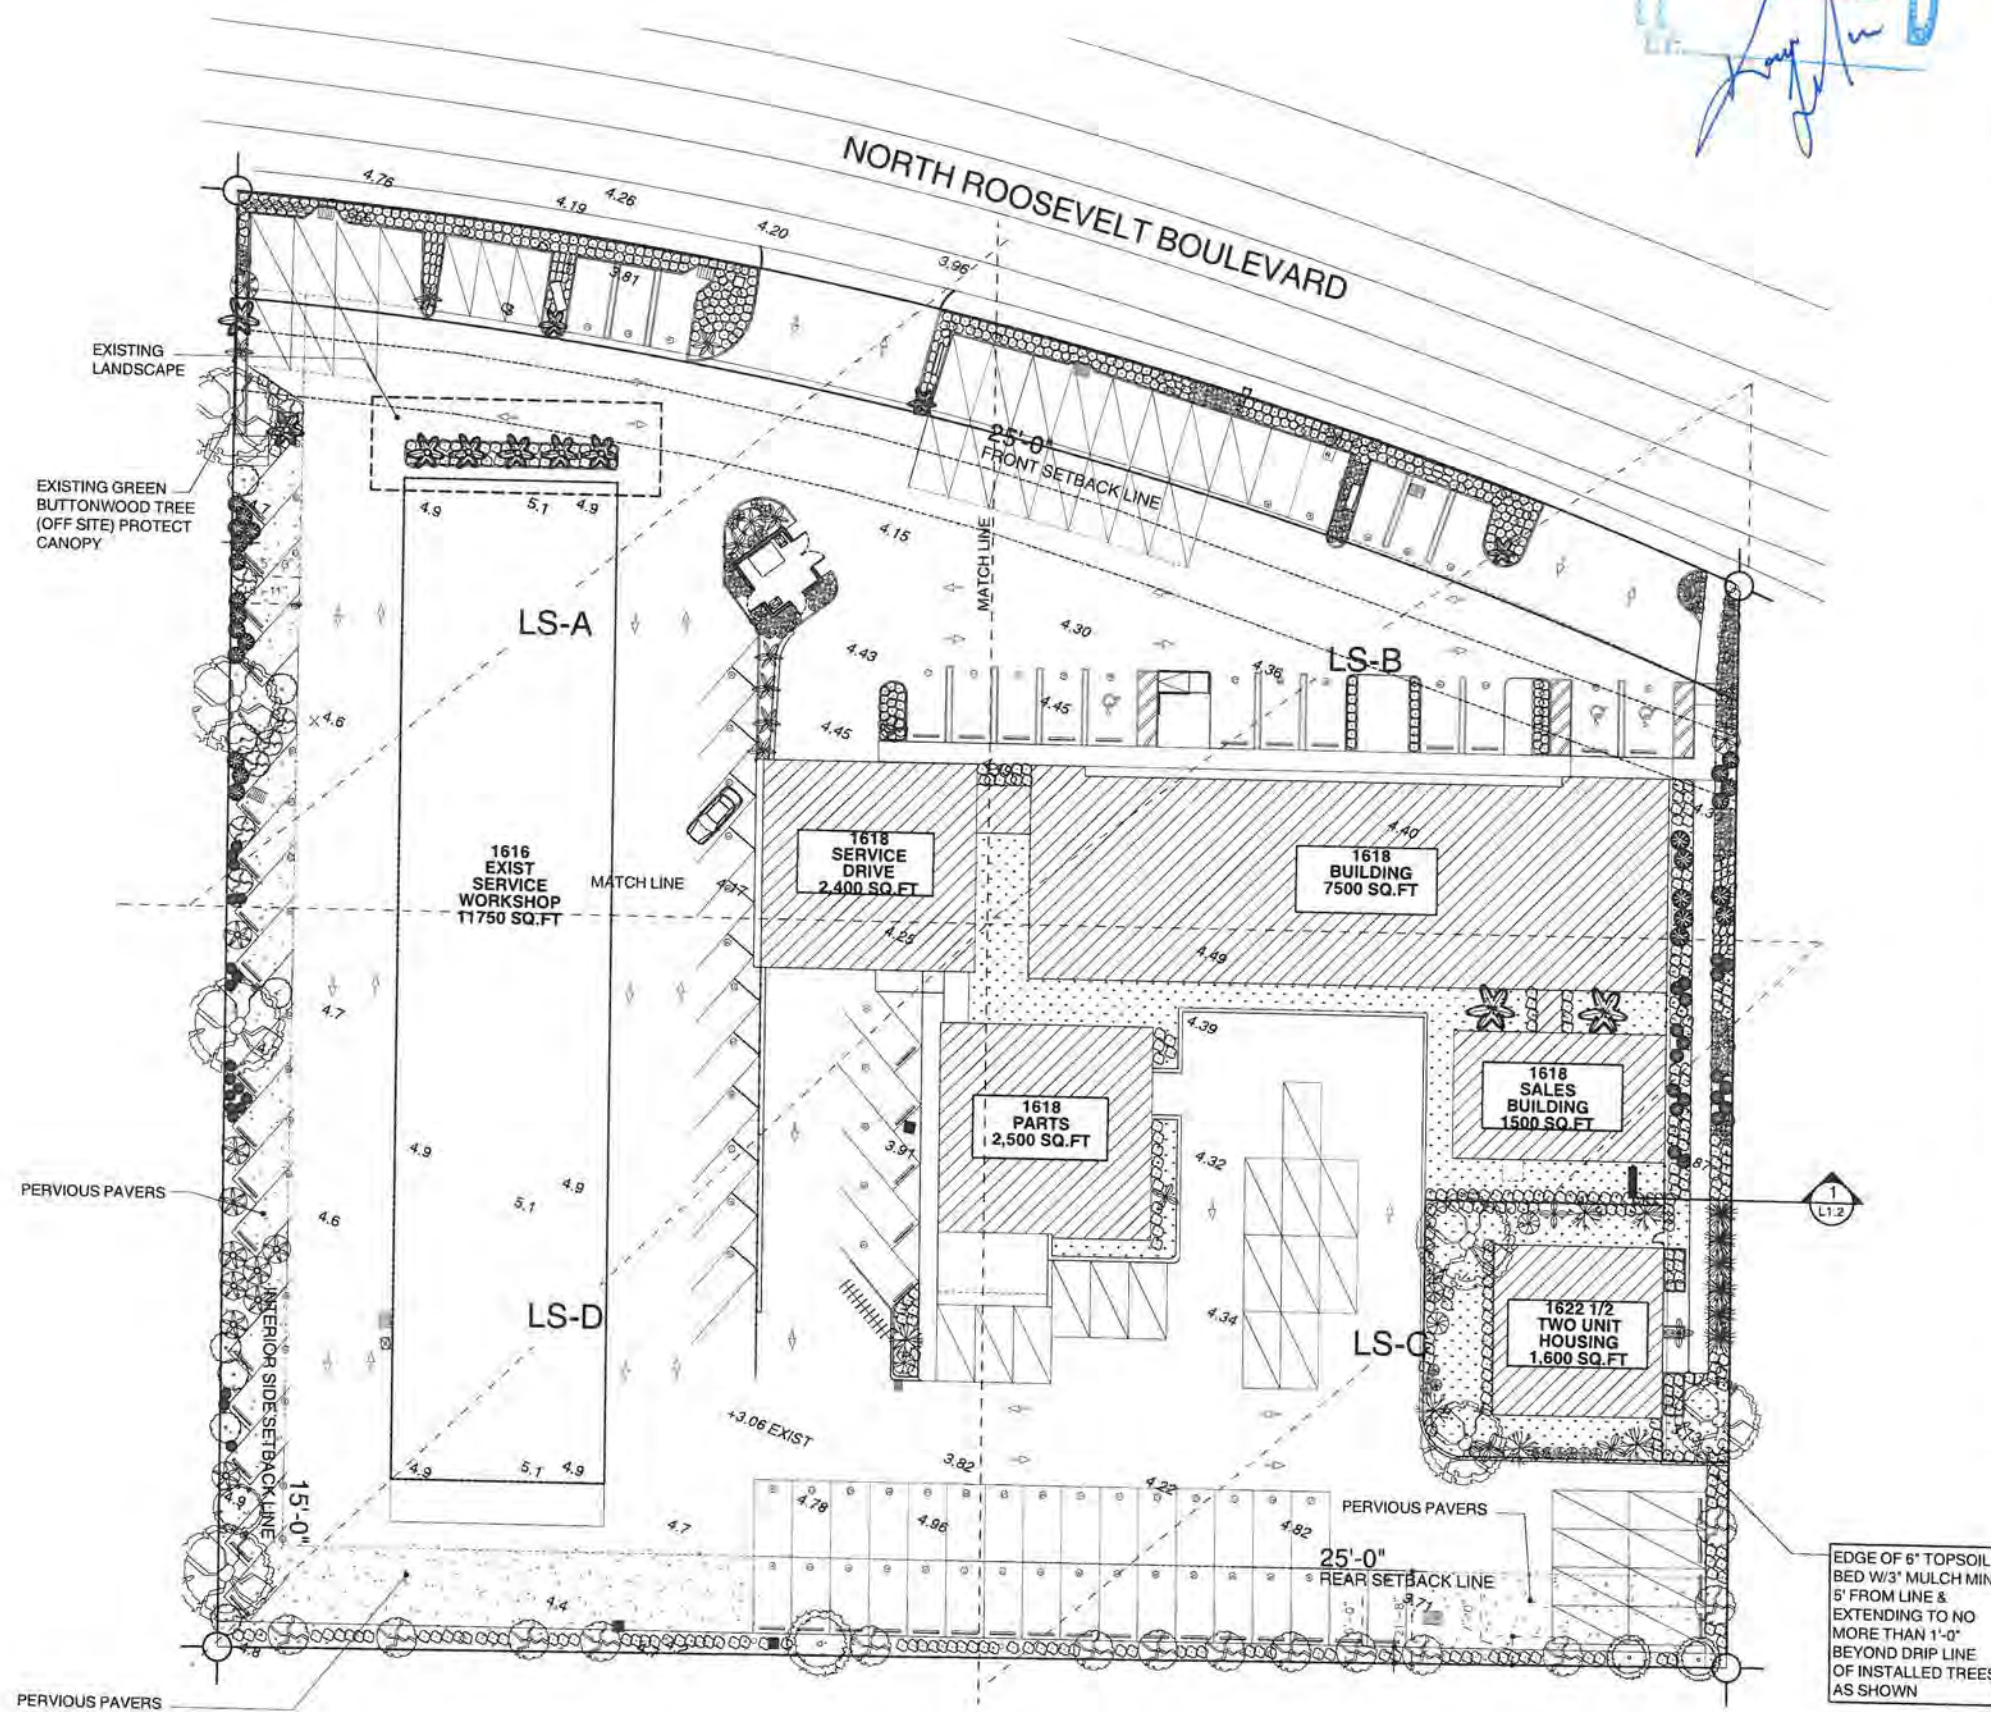 NORTH ROOSEVELT BOULEVARD
4.76
4.19
4.26
4.20
3.96
3.81
EXISTING
LANDSCAPE
25'-0"
FRONT SETBACK LINE
EXISTING GREEN
BUTTONWOOD TREE
(OFF SITE) PROTECT
CANOPY
4.9
5.1
4.9
4.15
MATCH LINE
LS-A
4.30
4.43
LS-B
4.36
4.45
4.45
4.6
1616
EXIST
SERVICE
WORKSHOP
11750 SQ.FT
MATCH LINE
1618
SERVICE
DRIVE
2,400 SQ.FT
4.40
1618
BUILDING
7500 SQ.FT
4.25
4.49
4.7
4.39
1618
SALES
BUILDING
1500 SQ.FT
1618
PARTS
2,500 SQ.FT
3.91
4.9
4.9
5.1
4.32
PERVIOUS PAVERS
4.6
1
L1.2
INTERIOR SIDE SETBACK LINE
15'-0"
LS-D
4.34
LS-C
1622 1/2
TWO UNIT
HOUSING
1,600 SQ.FT
+3.06 EXIST
4.9
5.1
4.9
3.82
4.22
4.78
4.96
4.82
4.7
4.9
PERVIOUS PAVERS
25'-0"
REAR SETBACK LINE
3.71
4.4
4.8
PERVIOUS PAVERS
EDGE OF 6" TOPSOIL
BED W/3" MULCH MIN
5' FROM LINE &
EXTENDING TO NO
MORE THAN 1'-0"
BEYOND DRIP LINE
OF INSTALLED TREES
AS SHOWN